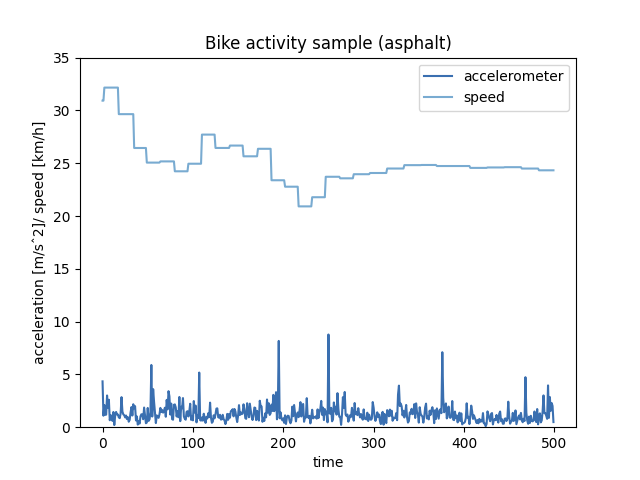 Bike activity sample (asphalt)
accelerometer
speed
35
30
25
20
15
10
5
0
acceleration [m/sˆ2]/ speed [km/h]
0 100 200 300 400 500
time